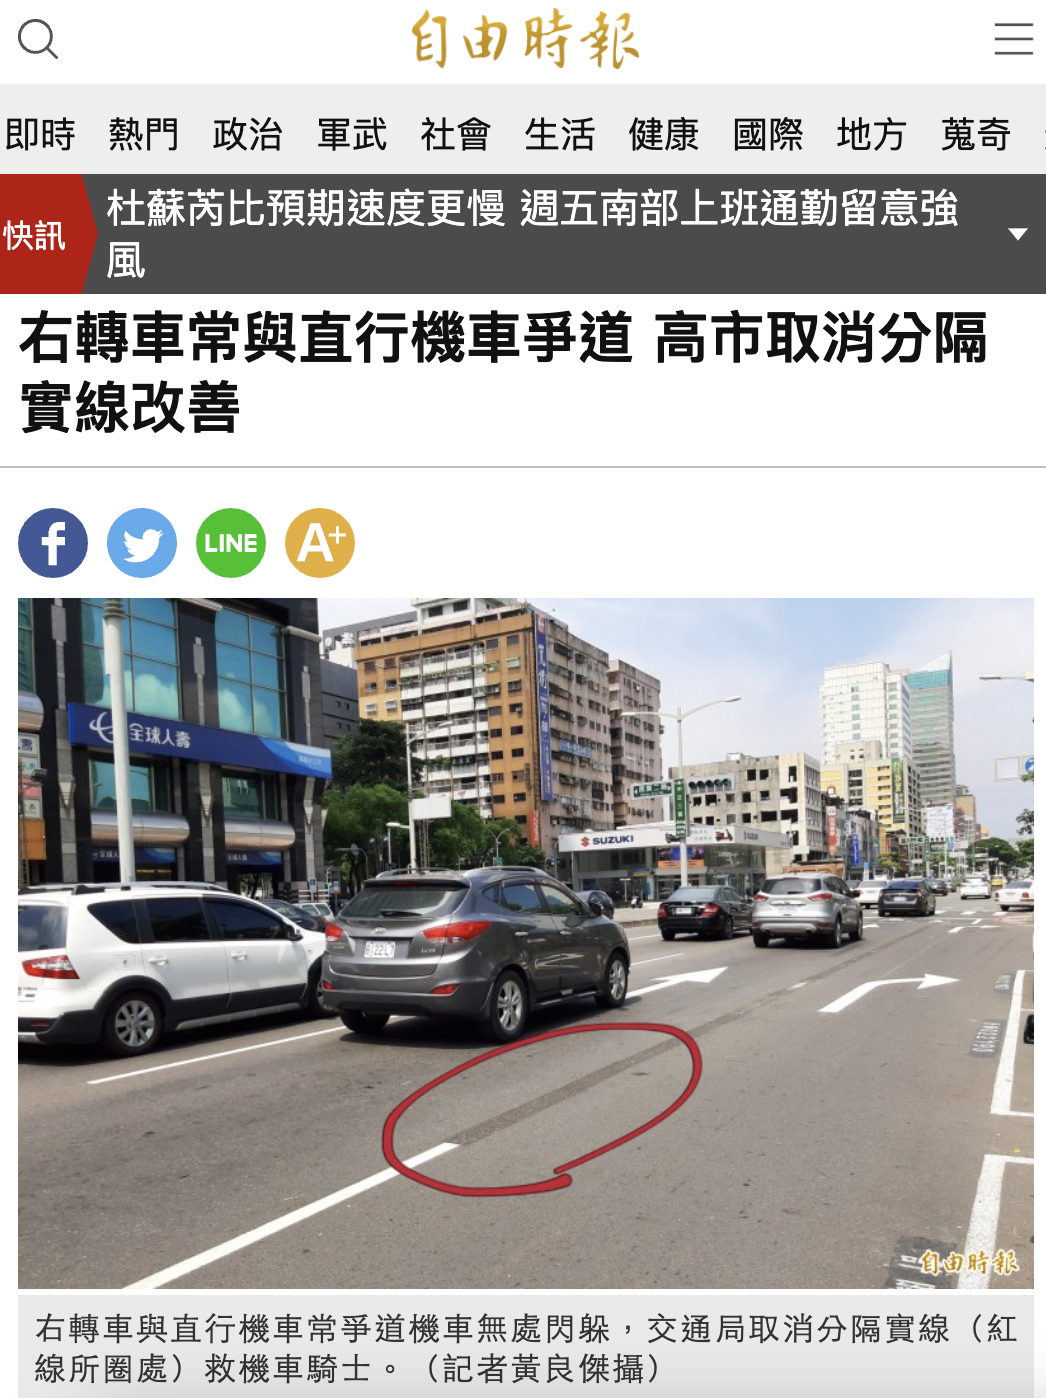 自由時報
即時 熱門 政治 軍武 社會 生活 健康 國際 地方 蒐奇
快訊
杜蘇芮比預期速度更慢 週五南部上班通勤留意強
風
右轉車常與直行機車爭道 高市取消分隔
實線改善
f
LINE
A+
全球人壽
SUZUKI
自由時報
右轉車與直行機車常爭道機車無處閃躲，交通局取消分隔實線（紅
線所圈處）救機車騎士。（記者黃良傑攝）